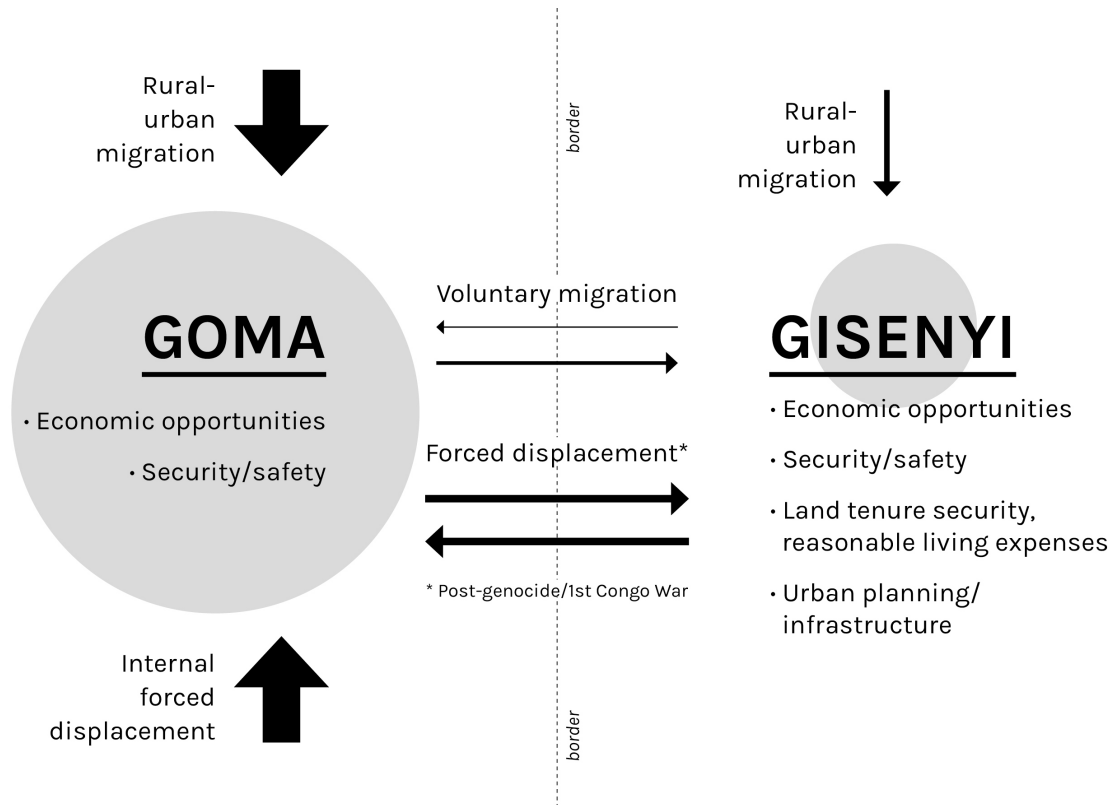 Rural-
urban
migration
border
Rural-
urban
migration
Voluntary migration
GOMA
• Economic opportunities
• Security/safety
GISENYI
• Economic opportunities
• Security/safety
• Land tenure security,
reasonable living expenses
• Urban planning/
infrastructure
Forced displacement*
* Post-genocide/1st Congo War
Internal
forced
displacement
border